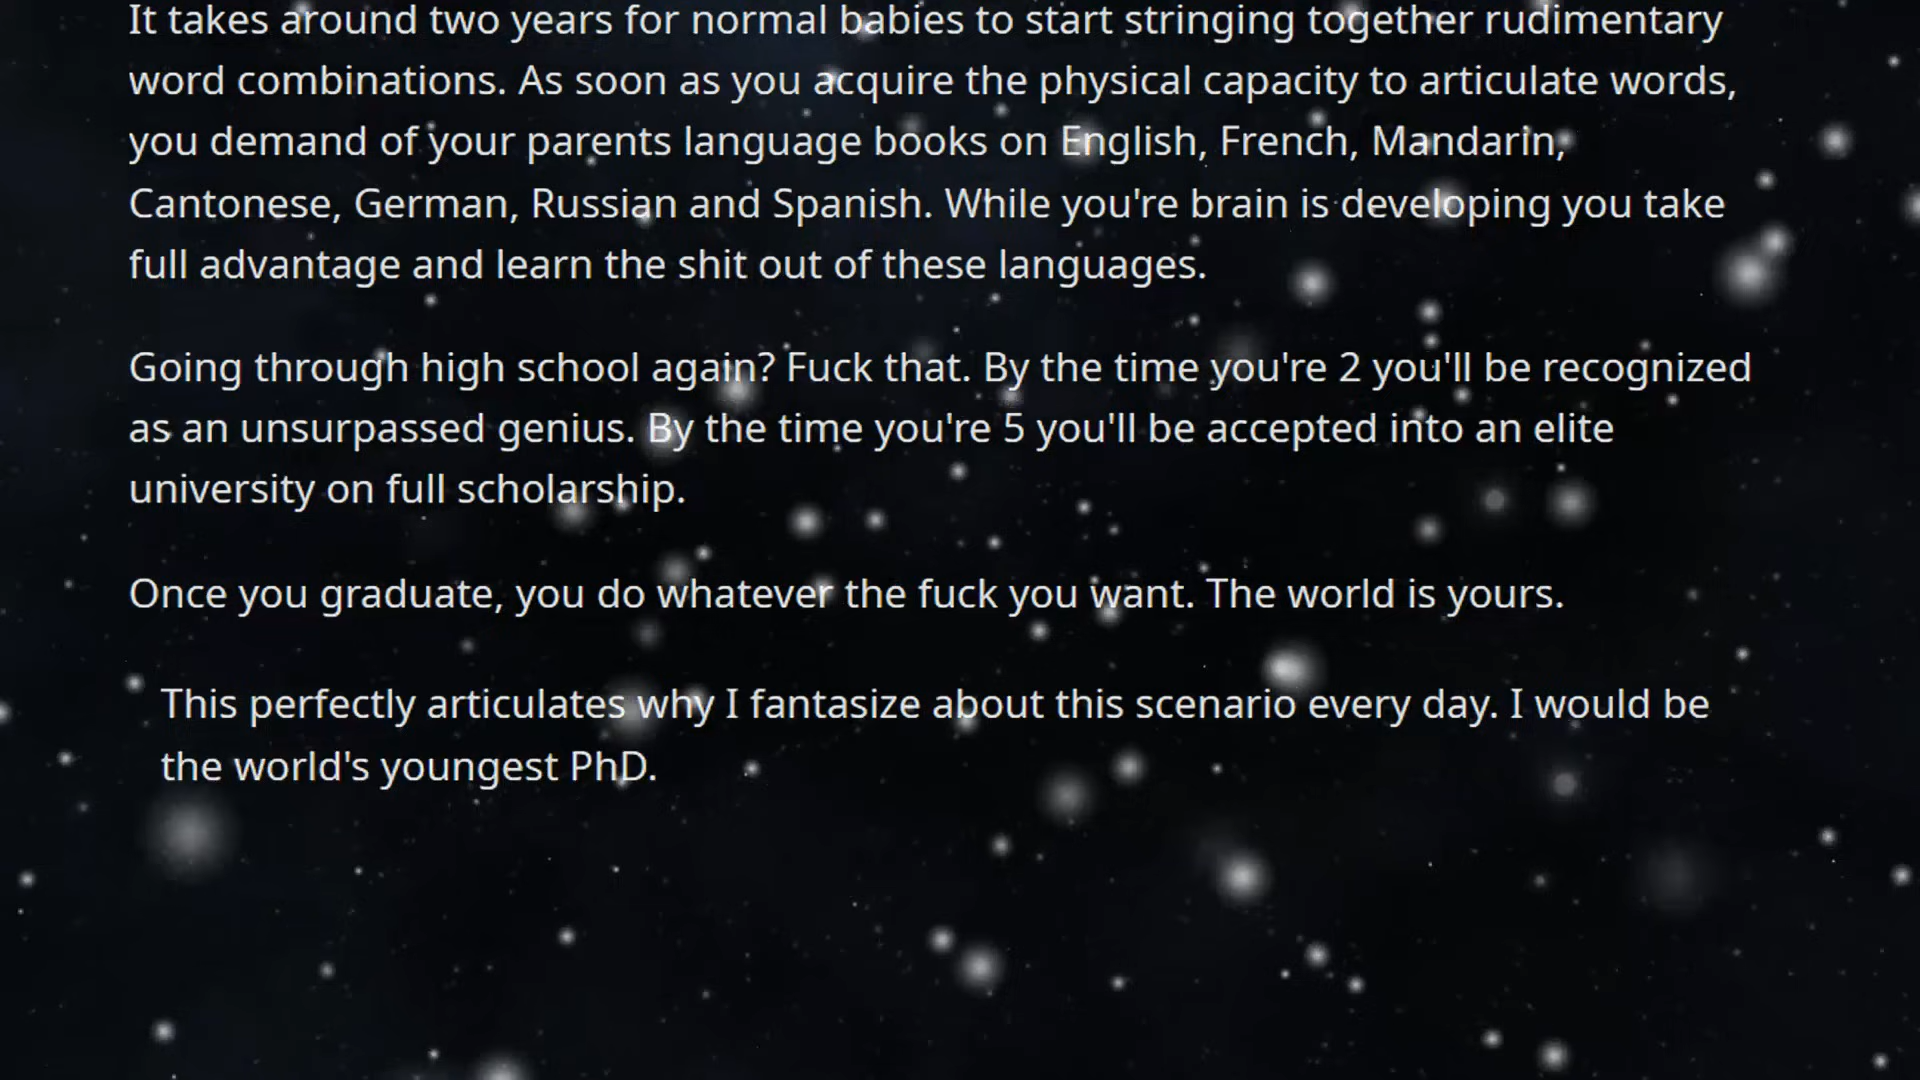 It takes around two years for normal babies to start stringing together rudimentary
word combinations. As soon as you acquire the physical capacity to articulate words,
you demand of your parents language books on English, French, Mandarin,
Cantonese, German, Russian and Spanish. While you're brain is developing you take
full advantage and learn the shit out of these languages.
Going through high school again? Fuck that. By the time you're 2 you'll be recognized
as an unsurpassed genius. By the time you're 5 you'll be accepted into an elite
university on full scholarship.
Once you graduate, you do whatever the fuck you want. The world is yours.
This perfectly articulates why I fantasize about this scenario every day. I would be
the world's youngest PhD.